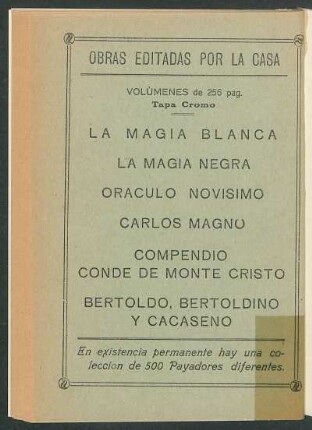 OBRAS EDITADAS POR LA CASA
VOLÚMENES de 256 pag.
Tapa Cromo
LA MAGIA BLANCA
LA MAGIA NEGRA
ORACULO NOVISIMO
CARLOS MAGNO
COMPENDIO
CONDE DE MONTE CRISTO
BERTOLDO, BERTOLDINO
Y CACASENO
En existencia permanente hay una co-
leccion de 500 Payadores diferentes.